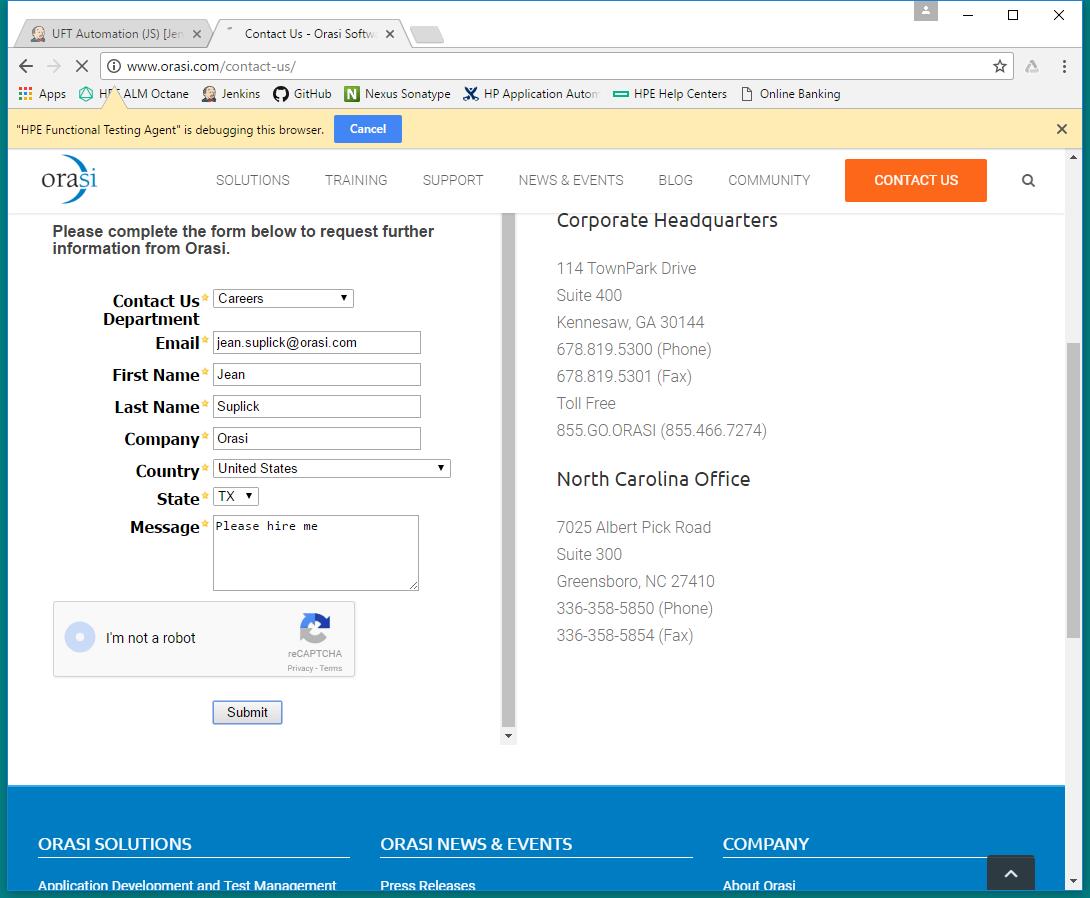 UFT Automation (JS) [Jen
Contact Us - Orasi Softw
www.orasi.com/contact-us/
Apps
ALM Octane
Jenkins
GitHub
Nexus Sonatype
HP Application Autom
HPE Help Centers
Online Banking
"HPE Functional Testing Agent" is debugging this browser.
Cancel
orasi
SOLUTIONS
TRAINING
SUPPORT
NEWS & EVENTS
BLOG
COMMUNITY
CONTACT US
Please complete the form below to request further
information from Orasi.
Contact Us
Department
Careers
Email
jean.suplick@orasi.com
First Name
Jean
Last Name
Suplick
Company
Orasi
Country
United States
State
TX
Message
Please hire me
I'm not a robot
reCAPTCHA
Privacy - Terms
Submit
Corporate Headquarters
114 TownPark Drive
Suite 400
Kennesaw, GA 30144
678.819.5300 (Phone)
678.819.5301 (Fax)
Toll Free
855.GO.ORASI (855.466.7274)
North Carolina Office
7025 Albert Pick Road
Suite 300
Greensboro, NC 27410
336-358-5850 (Phone)
336-358-5854 (Fax)
ORASI SOLUTIONS
Application Development and Test Management
ORASI NEWS & EVENTS
Press Releases
COMPANY
About Orasi